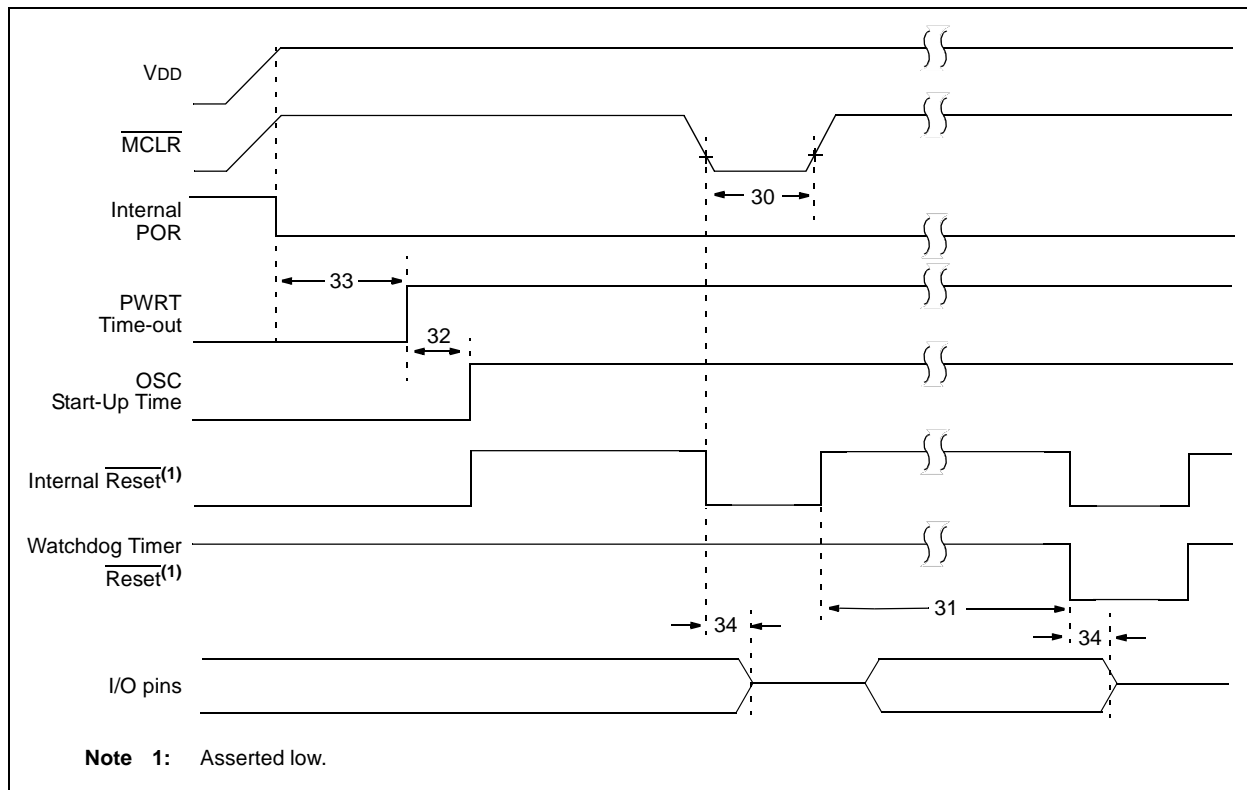 VDD
MCLR
30
Internal
POR
33
PWRT
Time-out
32
OSC
Start-Up Time
Internal Reset(1)
Watchdog Timer
Reset(1)
31
34
34
I/O pins
Note 1: Asserted low.